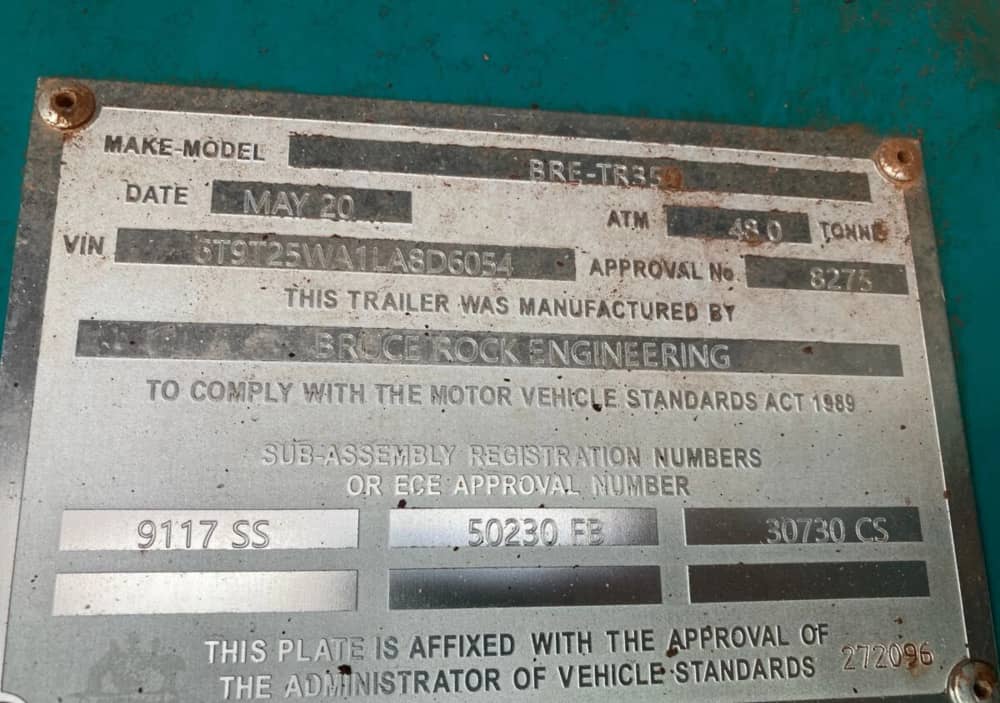 MAKE-MODEL BRE-TR35
DATE MAY 20
ATM 48.0 TONNE
VIN 6T9T25WA1LA8D6054
APPROVAL No 8275
THIS TRAILER WAS MANUFACTURED BY
BRUCE ROCK ENGINEERING
TO COMPLY WITH THE MOTOR VEHICLE STANDARDS ACT 1989
SUB-ASSEMBLY REGISTRATION NUMBERS
OR ECE APPROVAL NUMBER
9117 SS 50230 FB 30730 CS
THIS PLATE IS AFFIXED WITH THE APPROVAL OF
THE ADMINISTRATOR OF VEHICLE STANDARDS 272096